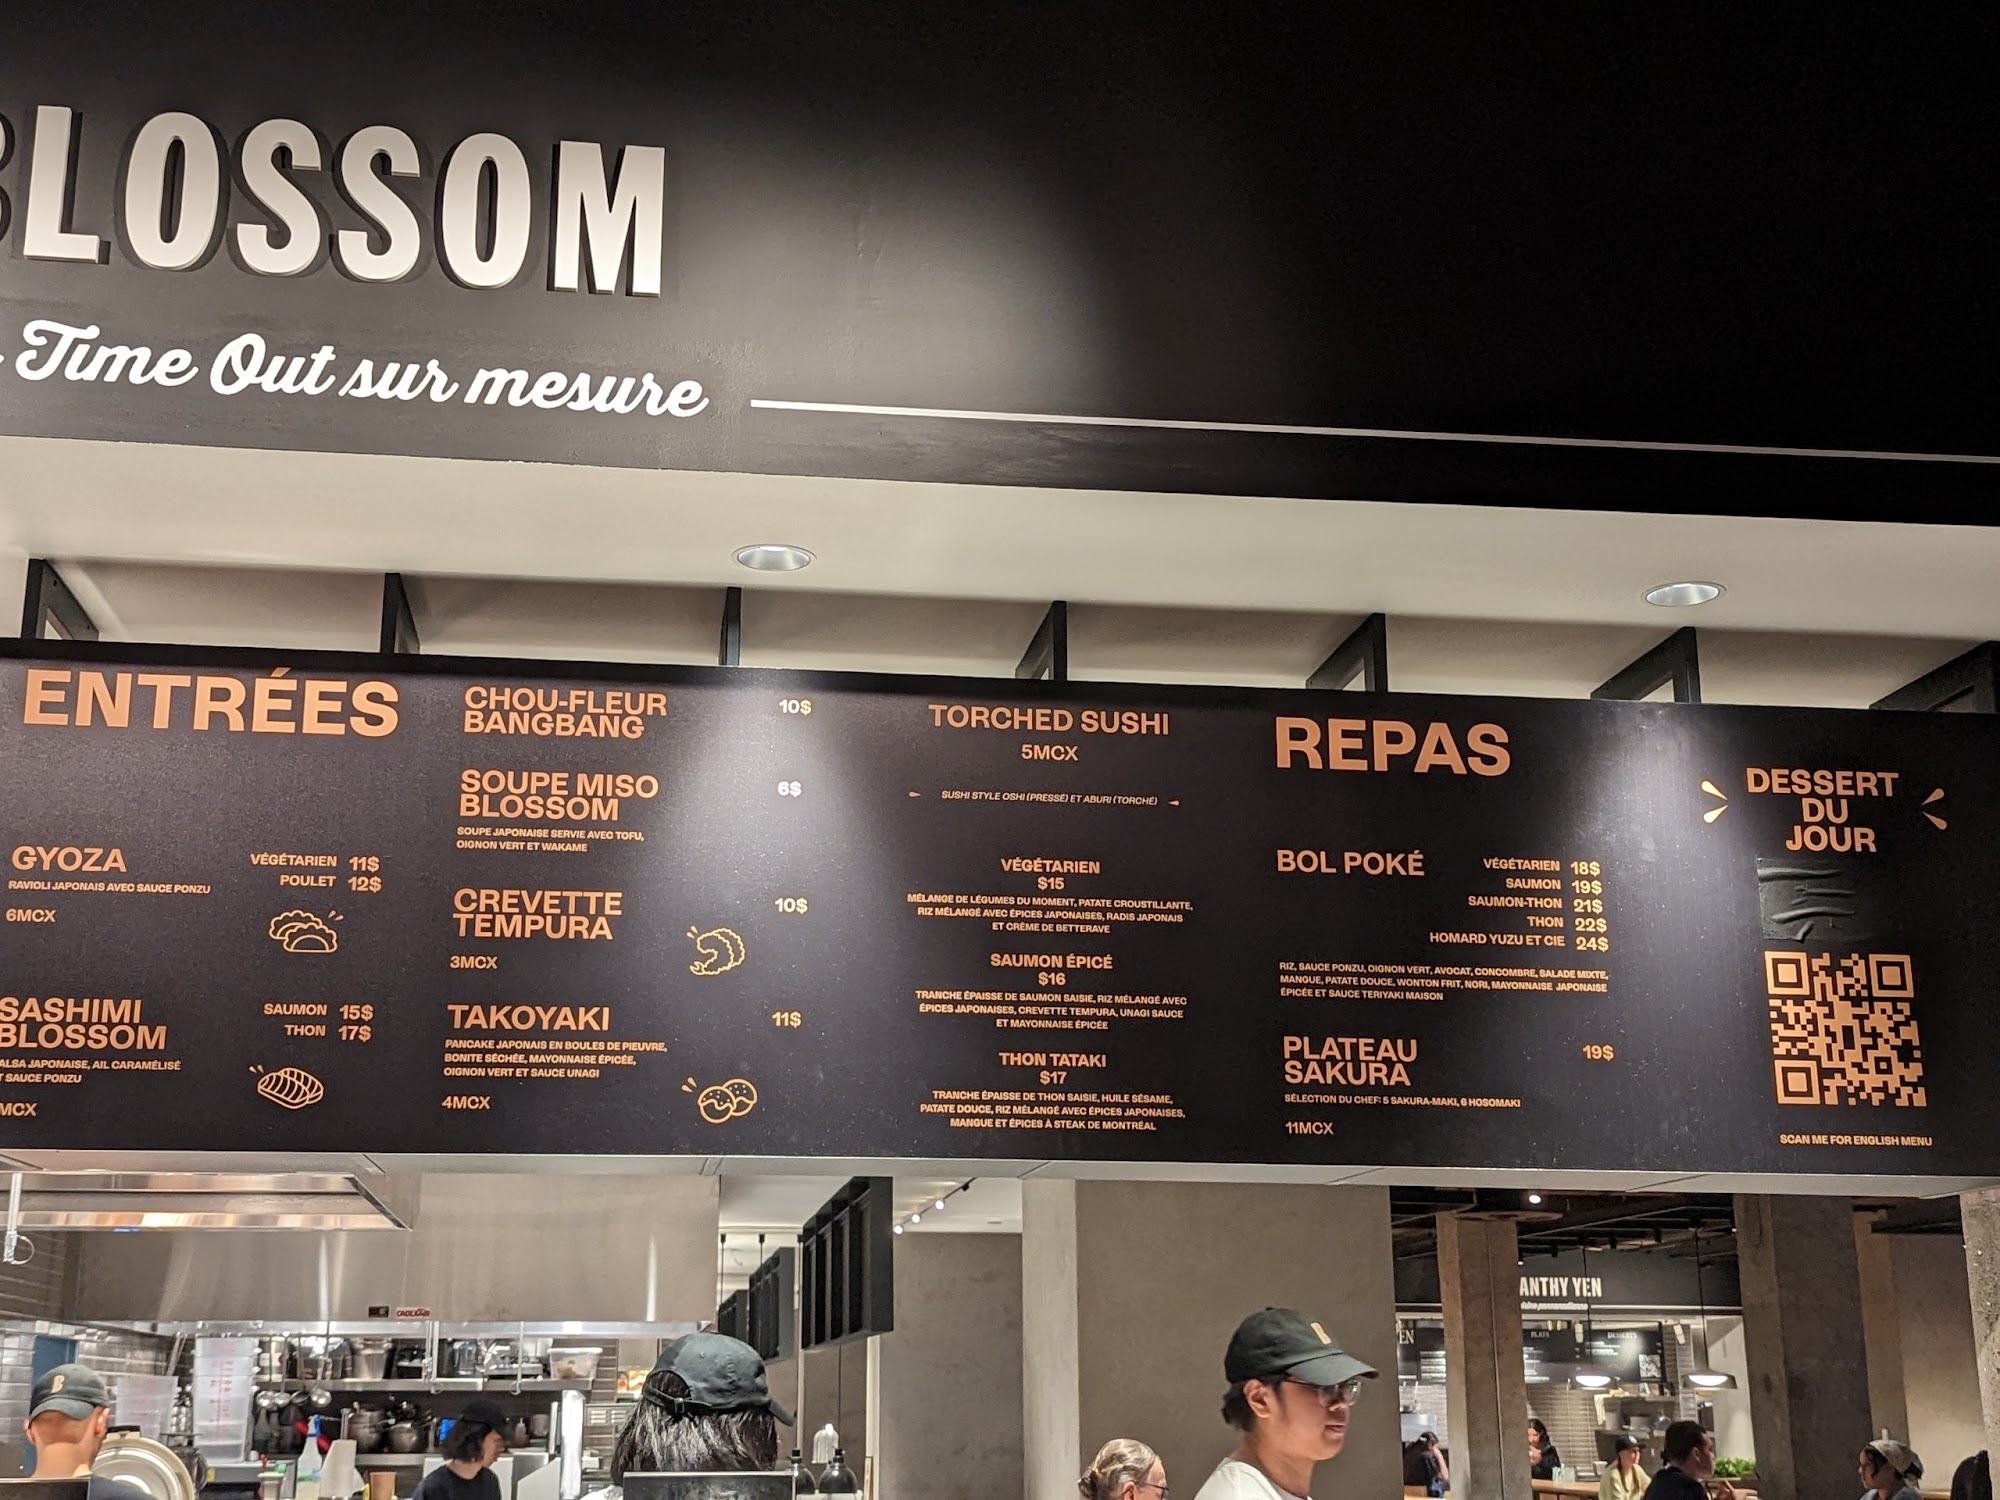 BLOSSOM
Time Out sur mesure
ENTRÉES
GYOZA
VÉGÉTARIEN 11$
POULET 12$
RAVIOLI JAPONAIS AVEC SAUCE PONZU
6MCX
SASHIMI
BLOSSOM
SAUMON 15$
THON 17$
ALSA JAPONAISE, AIL CARAMÉLISÉ
T SAUCE PONZU
MCX
CHOU-FLEUR
BANGBANG
10$
SOUPE MISO
BLOSSOM
6$
SOUPE JAPONAISE SERVIE AVEC TOFU,
OIGNON VERT ET WAKAME
CREVETTE
TEMPURA
10$
3MCX
TAKOYAKI
11$
PANCAKE JAPONAIS EN BOULES DE PIEUVRE,
BONITE SÉCHÉE, MAYONNAISE ÉPICÉE,
OIGNON VERT ET SAUCE UNAGI
4MCX
TORCHED SUSHI
5MCX
SUSHI STYLE OSHI (PRESSÉ) ET ABURI (TORCHÉ)
VÉGÉTARIEN
$15
MÉLANGE DE LÉGUMES DU MOMENT, PATATE CROUSTILLANTE,
RIZ MÉLANGÉ AVEC ÉPICES JAPONAISES, RADIS JAPONAIS
ET CRÈME DE BETTERAVE
SAUMON ÉPICÉ
$16
TRANCHE ÉPAISSE DE SAUMON SAISIE, RIZ MÉLANGÉ AVEC
ÉPICES JAPONAISES, CREVETTE TEMPURA, UNAGI SAUCE
ET MAYONNAISE ÉPICÉE
THON TATAKI
$17
TRANCHE ÉPAISSE DE THON SAISIE, HUILE SÉSAME,
PATATE DOUCE, RIZ MÉLANGÉ AVEC ÉPICES JAPONAISES,
MANGUE ET ÉPICES À STEAK DE MONTRÉAL
REPAS
BOL POKÉ
VÉGÉTARIEN 18$
SAUMON 19$
SAUMON-THON 21$
THON 22$
HOMARD YUZU ET CIE 24$
RIZ, SAUCE PONZU, OIGNON VERT, AVOCAT, CONCOMBRE, SALADE MIXTE,
MANGUE, PATATE DOUCE, WONTON FRIT, NORI, MAYONNAISE JAPONAISE
ÉPICÉE ET SAUCE TERIYAKI MAISON
PLATEAU
SAKURA
19$
SÉLECTION DU CHEF: 5 SAKURA-MAKI, 6 HOSOMAKI
11MCX
DESSERT
DU
JOUR
SCAN ME FOR ENGLISH MENU
ANTHY YEN
EN
PLATS
DESSERTS
B
B